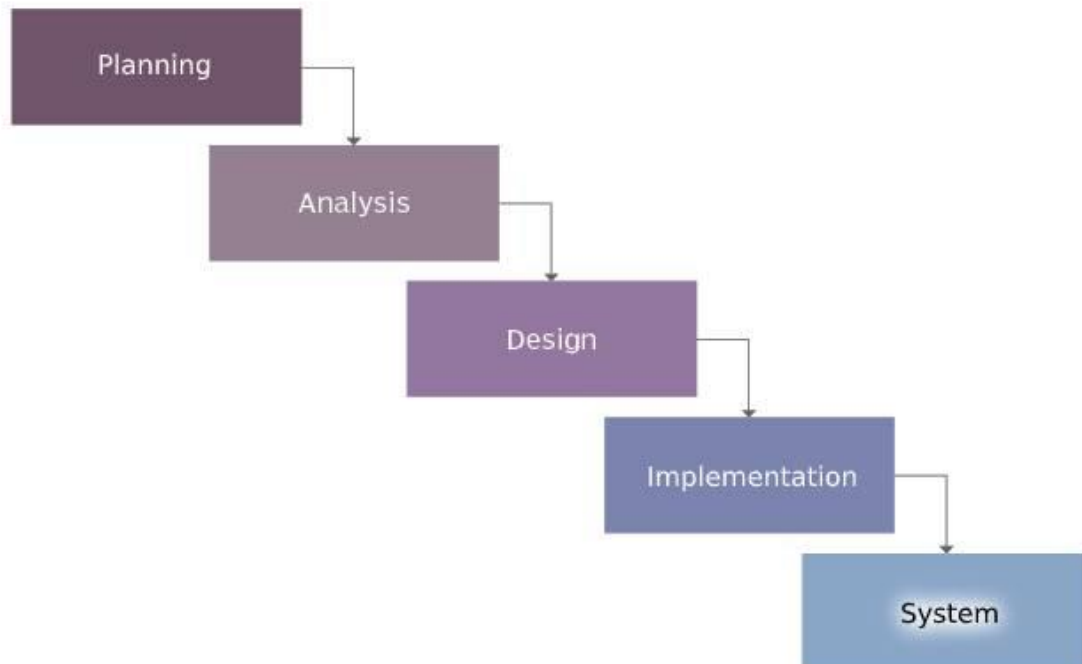 Planning
Analysis
Design
Implementation
System